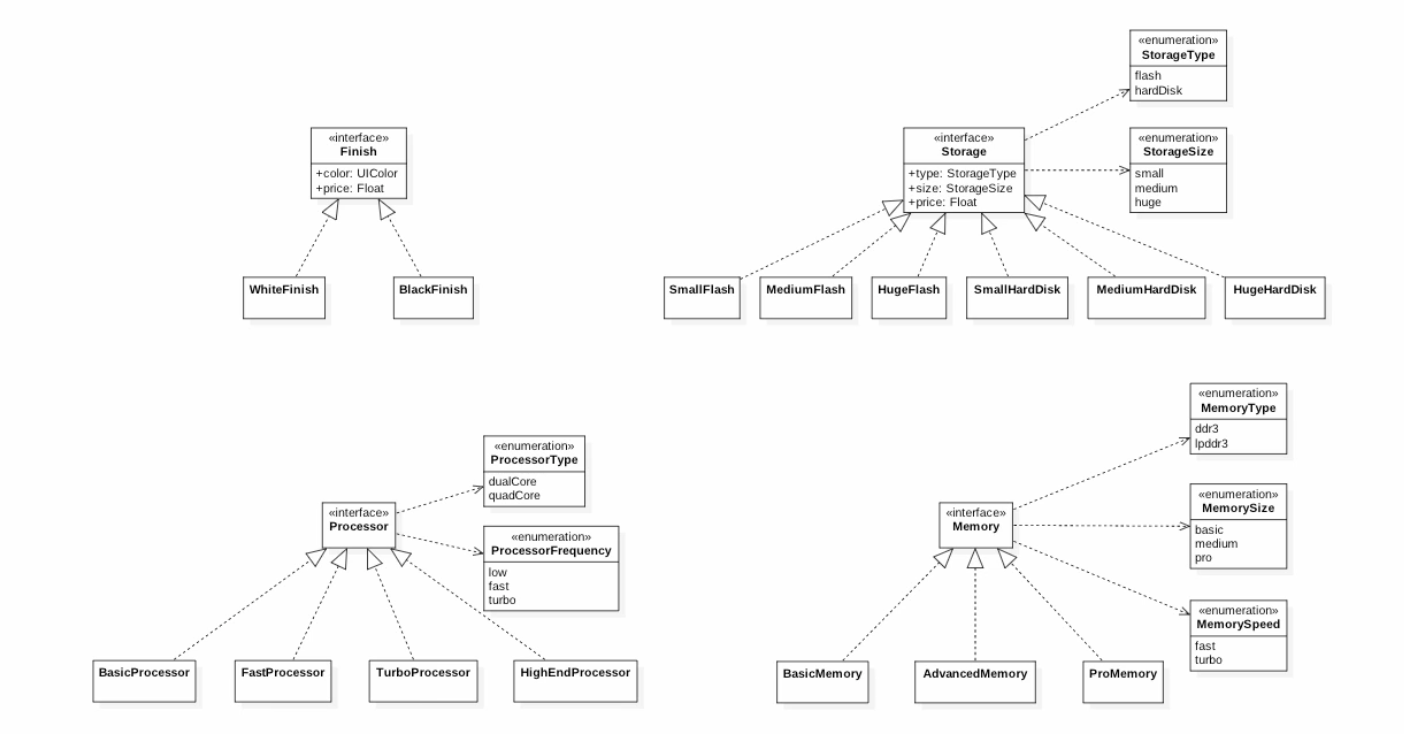 «enumeration»
StorageType
flash
hardDisk
«interface»
Finish
+color: UIColor
+price: Float
«interface»
Storage
+type: StorageType
+size: StorageSize
+price: Float
«enumeration»
StorageSize
small
medium
huge
WhiteFinish
BlackFinish
SmallFlash
MediumFlash
HugeFlash
SmallHardDisk
MediumHardDisk
HugeHardDisk
«enumeration»
ProcessorType
dualCore
quadCore
«interface»
Processor
«enumeration»
ProcessorFrequency
low
fast
turbo
BasicProcessor
FastProcessor
TurboProcessor
HighEndProcessor
«enumeration»
MemoryType
ddr3
lpddr3
«interface»
Memory
«enumeration»
MemorySize
basic
medium
pro
«enumeration»
MemorySpeed
fast
turbo
BasicMemory
AdvancedMemory
ProMemory